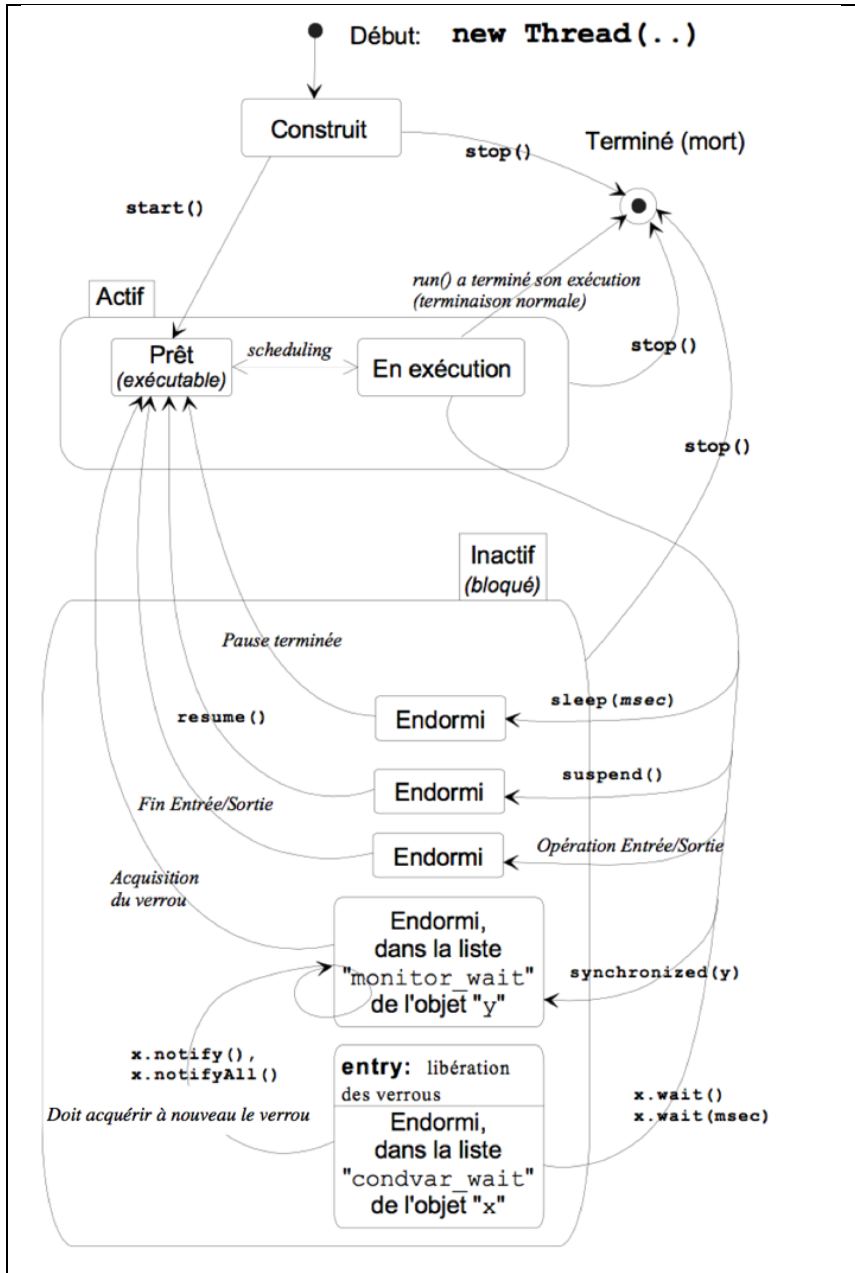 Début: new Thread(..)
Construit
stop()
Terminé (mort)
start()
run() a terminé son exécution
(terminaison normale)
Actif
Prêt
(exécutable)
scheduling
En exécution
stop()
stop()
Inactif
(bloqué)
Pause terminée
Endormi
sleep(msec)
resume()
Endormi
suspend()
Fin Entrée/Sortie
Endormi
Opération Entrée/Sortie
Acquisition
du verrou
Endormi,
dans la liste
"monitor_wait"
de l'objet "y"
synchronized(y)
x.notify(),
x.notifyAll()
Doit acquérir à nouveau le verrou
entry: libération
des verrous
Endormi,
dans la liste
"condvar_wait"
de l'objet "x"
x.wait()
x.wait(msec)